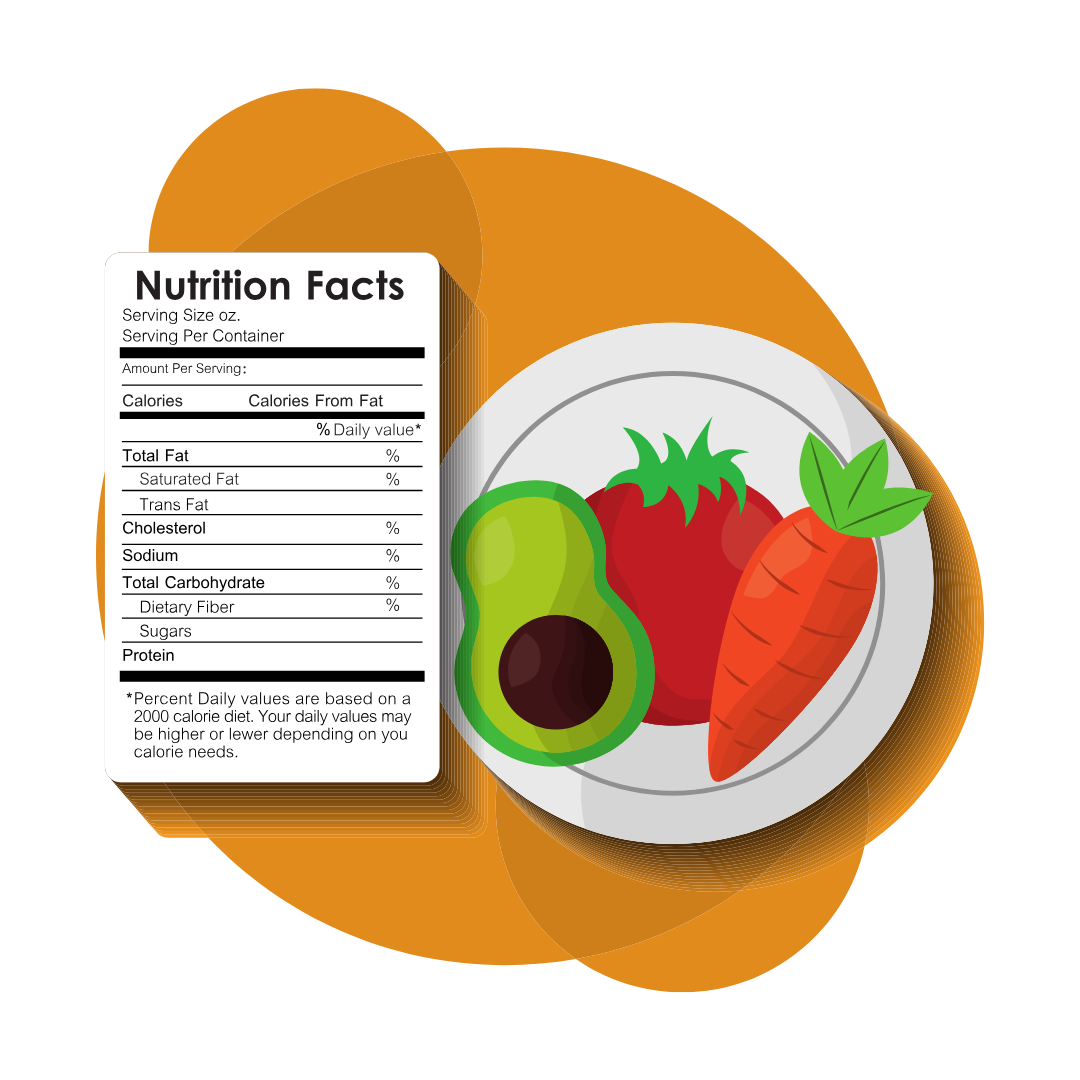 Nutrition Facts
Serving Size oz.
Serving Per Container
Amount Per Serving:
Calories Calories From Fat
% Daily value*
Total Fat %
Saturated Fat %
Trans Fat
Cholesterol %
Sodium %
Total Carbohydrate %
Dietary Fiber %
Sugars
Protein
*Percent Daily values are based on a
2000 calorie diet. Your daily values may
be higher or lewer depending on you
calorie needs.